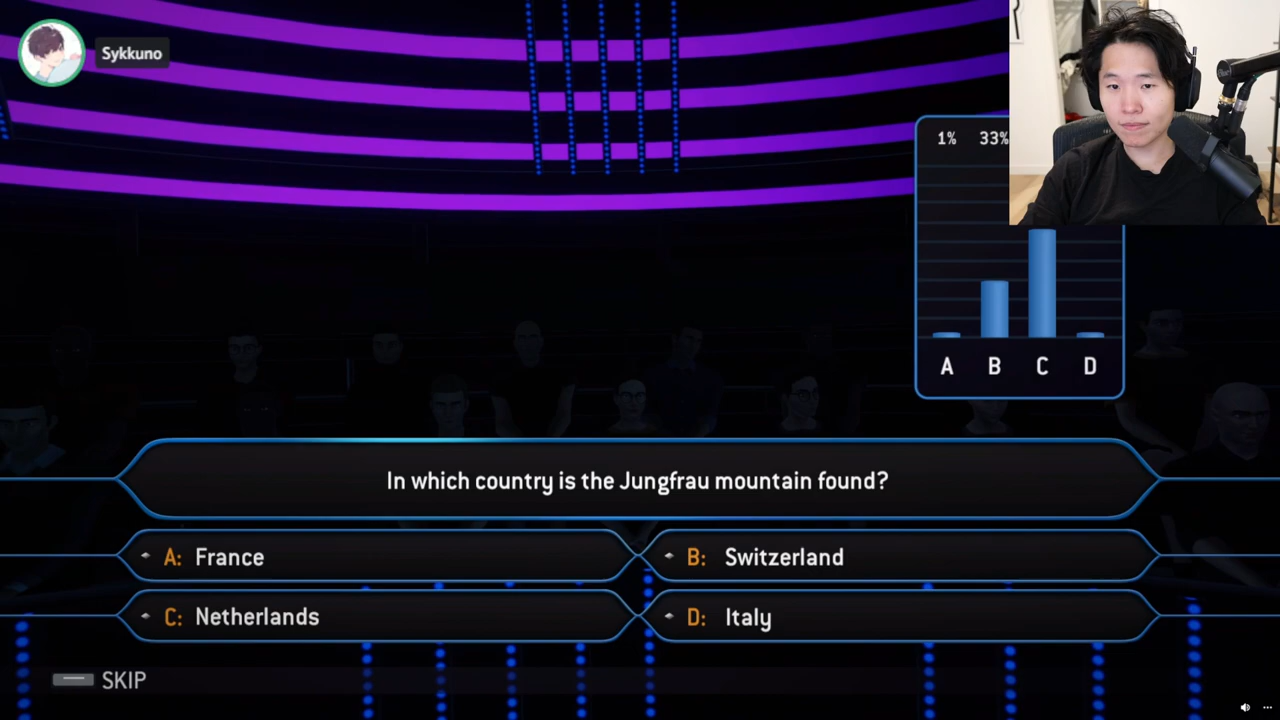 Sykkuno
1% 33%
A B C D
In which country is the Jungfrau mountain found?
A: France
B: Switzerland
C: Netherlands
D: Italy
SKIP